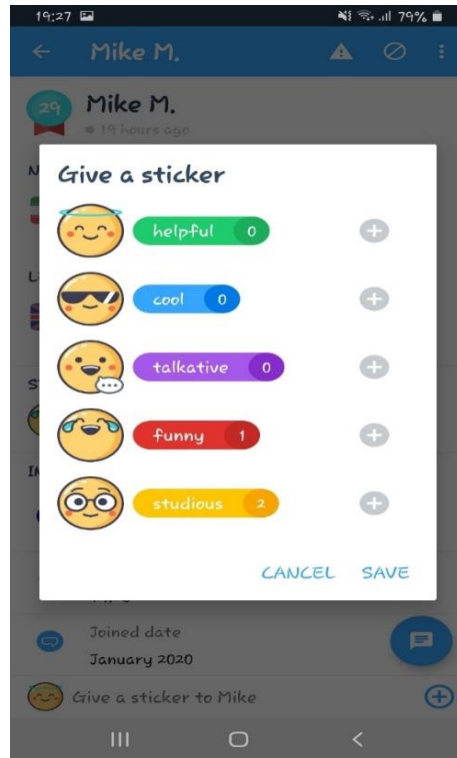 19:27 79%
Mike M.
29 Mike M.
19 hours ago
N
Give a sticker
helpful 0
cool 0
L
talkative 0
S
funny 1
IN
studious 2
CANCEL SAVE
Joined date
January 2020
Give a sticker to Mike